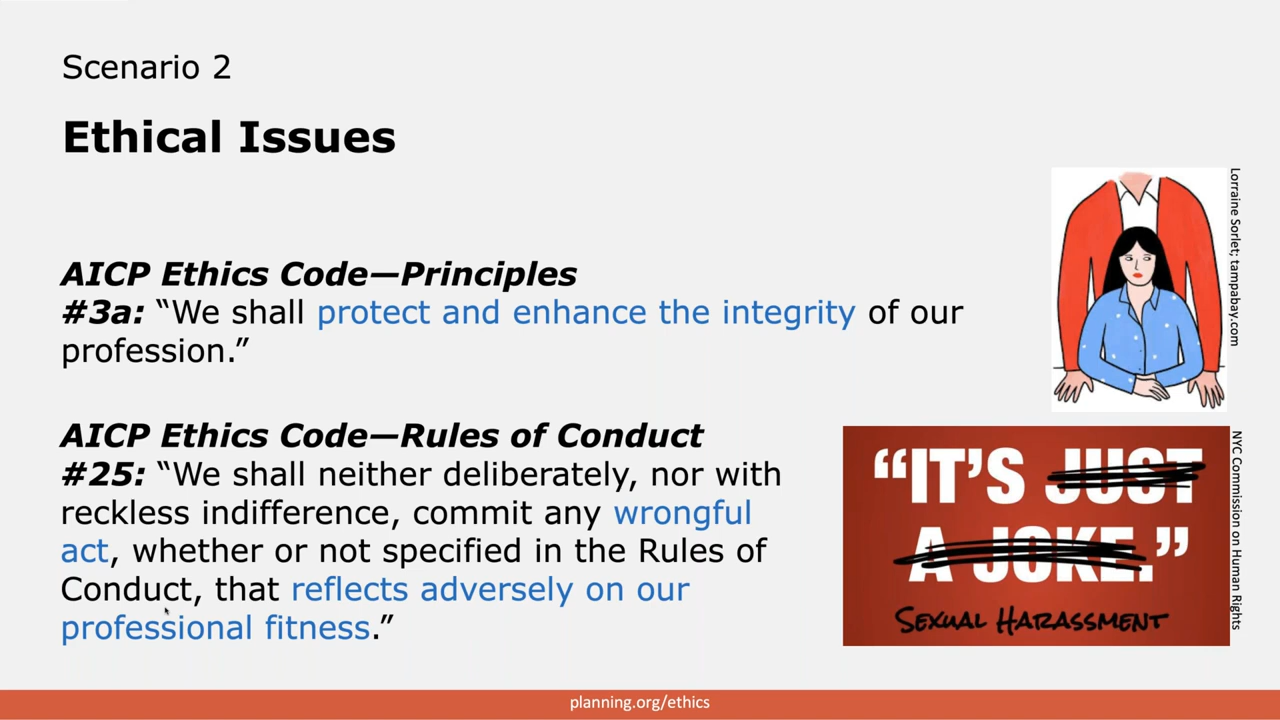 Scenario 2
Ethical Issues
AICP Ethics Code—Principles
#3a: “We shall protect and enhance the integrity of our
profession.”
AICP Ethics Code—Rules of Conduct
#25: “We shall neither deliberately, nor with
reckless indifference, commit any wrongful
act, whether or not specified in the Rules of
Conduct, that reflects adversely on our
professional fitness.”
Lorraine Sorlet; tampabay.com
“IT’S JUST
A JOKE.”
SEXUAL HARASSMENT
NYC Commission on Human Rights
planning.org/ethics